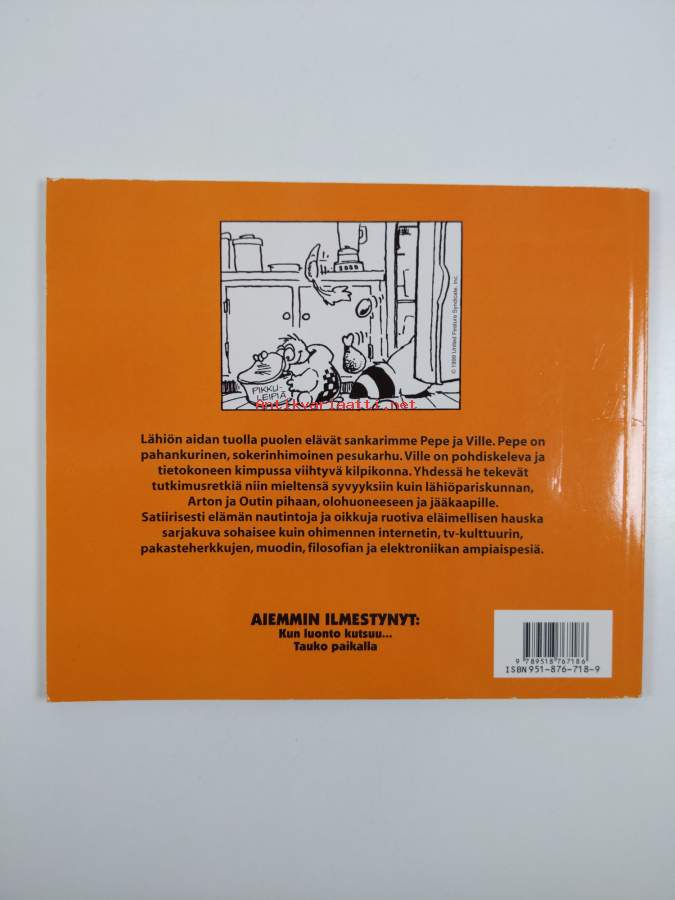 © 1999 United Feature Syndicate, Inc.
PIKKU-
LEIPIÄ
Antikvariaatti.net
Lähiön aidan tuolla puolen elävät sankarimme Pepe ja Ville. Pepe on
pahankurinen, sokerinhimoinen pesukarhu. Ville on pohdiskeleva ja
tietokoneen kimpussa viihtyvä kilpikonna. Yhdessä he tekevät
tutkimusretkiä niin mieltensä syvyyksiin kuin lähiöpariskunnan,
Arton ja Outin pihaan, olohuoneeseen ja jääkaapille.
Satiirisesti elämän nautintoja ja oikkuja ruotiva eläimellisen hauska
sarjakuva sohaisee kuin ohimennen internetin, tv-kulttuurin,
pakasteherkkujen, muodin, filosofian ja elektroniikan ampiaispesiä.
AIEMMIN ILMESTYNYT:
Kun luonto kutsuu...
Tauko paikalla
9 789518 767186
ISBN 951-876-718-9